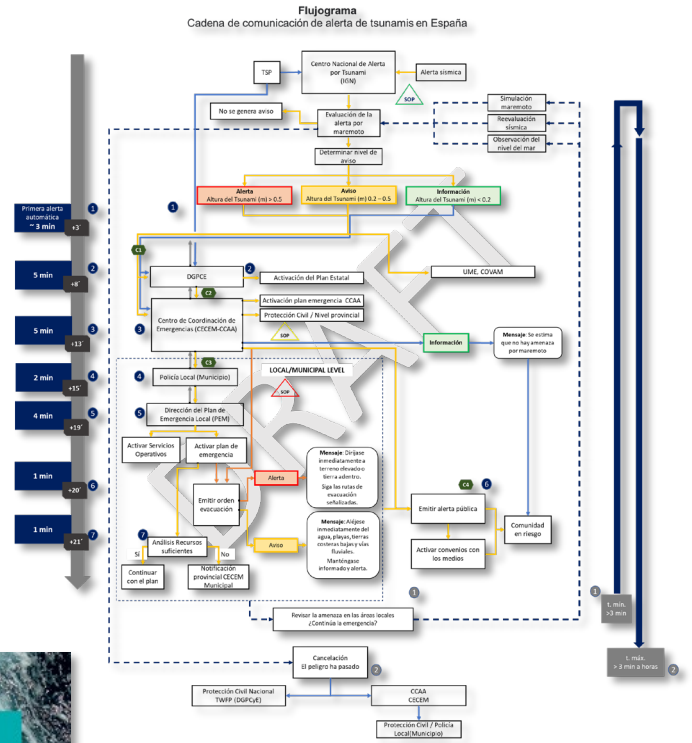 Flujograma
Cadena de comunicación de alerta de tsunamis en España
TSP
Centro Nacional de Alerta
por Tsunami
(IGN)
Alerta sísmica
SOP
No se genera aviso
Evaluación de la
alerta por
maremoto
Simulación
maremoto
Reevaluación
sísmica
Observación del
nivel del mar
Determinar nivel de
aviso
Alerta
Altura del Tsunami (m) > 0.5
Aviso
Altura del Tsunami (m) 0.2 – 0.5
Información
Altura del Tsunami (m) < 0.2
Primera alerta
automática
~ 3 min
+3´
1
1
C1
5 min
+8´
2
DGPCE
2
Activación del Plan Estatal
UME, COVAM
C2
5 min
+13´
3
3
Centro de Coordinación de
Emergencias (CECEM-CCAA)
Activación plan emergencia CCAA
Protección Civil / Nivel provincial
SOP
Información
Mensaje: Se estima
que no hay amenaza
por maremoto
C3
2 min
+15´
4
4
Policía Local (Municipio)
LOCAL/MUNICIPAL LEVEL
SOP
4 min
+19´
5
5
Dirección del Plan de
Emergencia Local (PEM)
Activar Servicios
Operativos
Activar plan de
emergencia
1 min
+20´
6
Emitir orden
evacuación
Alerta
Mensaje: Diríjase
inmediatamente a
terreno elevado o
tierra adentro.
Siga las rutas de
evacuación
señalizadas.
C4
6
Emitir alerta pública
Comunidad
en riesgo
Activar convenios con
los medios
1 min
+21´
7
7
Análisis Recursos
suficientes
Sí
No
Aviso
Mensaje: Aléjese
inmediatamente del
agua, playas, tierras
costeras bajas y vías
fluviales.
Manténgase
informado y alerta.
Continuar
con el plan
Notificación
provincial CECEM
Municipal
1
Revisar la amenaza en las áreas locales
¿Continúa la emergencia?
1
t. mín.
>3 min
Cancelación
El peligro ha pasado
2
t. máx.
> 3 min a horas
2
Protección Civil Nacional
TWFP (DGPCyE)
CCAA
CECEM
Protección Civil / Policía
Local(Municipio)
DRAFT